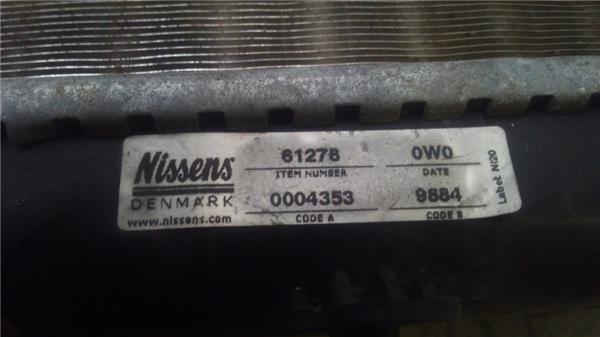 Nissens®
DENMARK
www.nissens.com
61278
ITEM NUMBER
0W0
DATE
0004353
CODE A
9884
CODE B
Label: NI20